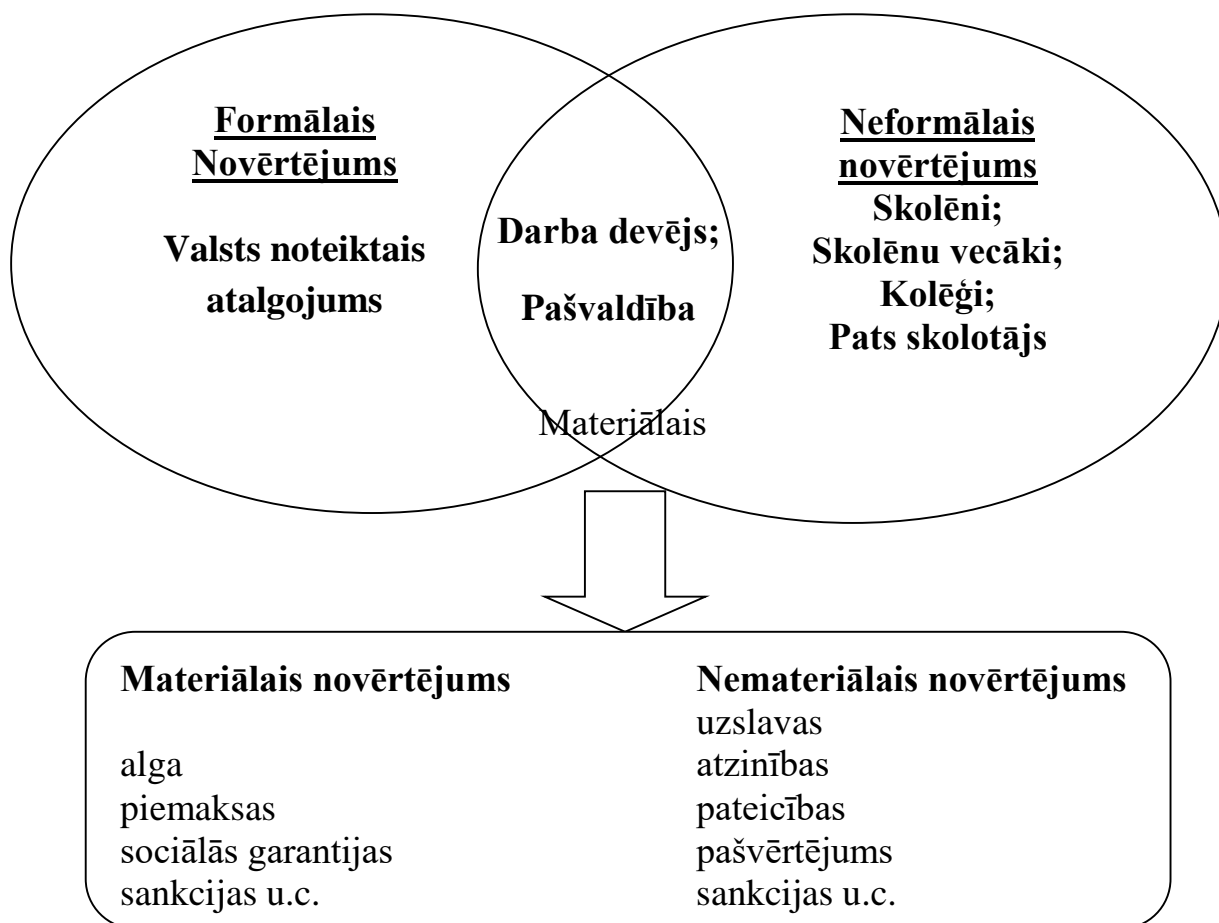 Formālais
Novērtējums
Valsts noteiktais
atalgojums
Darba devējs;
Pašvaldība
Materiālais
Neformālais
novērtējums
Skolēni;
Skolēnu vecāki;
Kolēģi;
Pats skolotājs
Materiālais novērtējums
alga
piemaksas
sociālās garantijas
sankcijas u.c.
Nemateriālais novērtējums
uzslavas
atzinības
pateicības
pašvērtējums
sankcijas u.c.